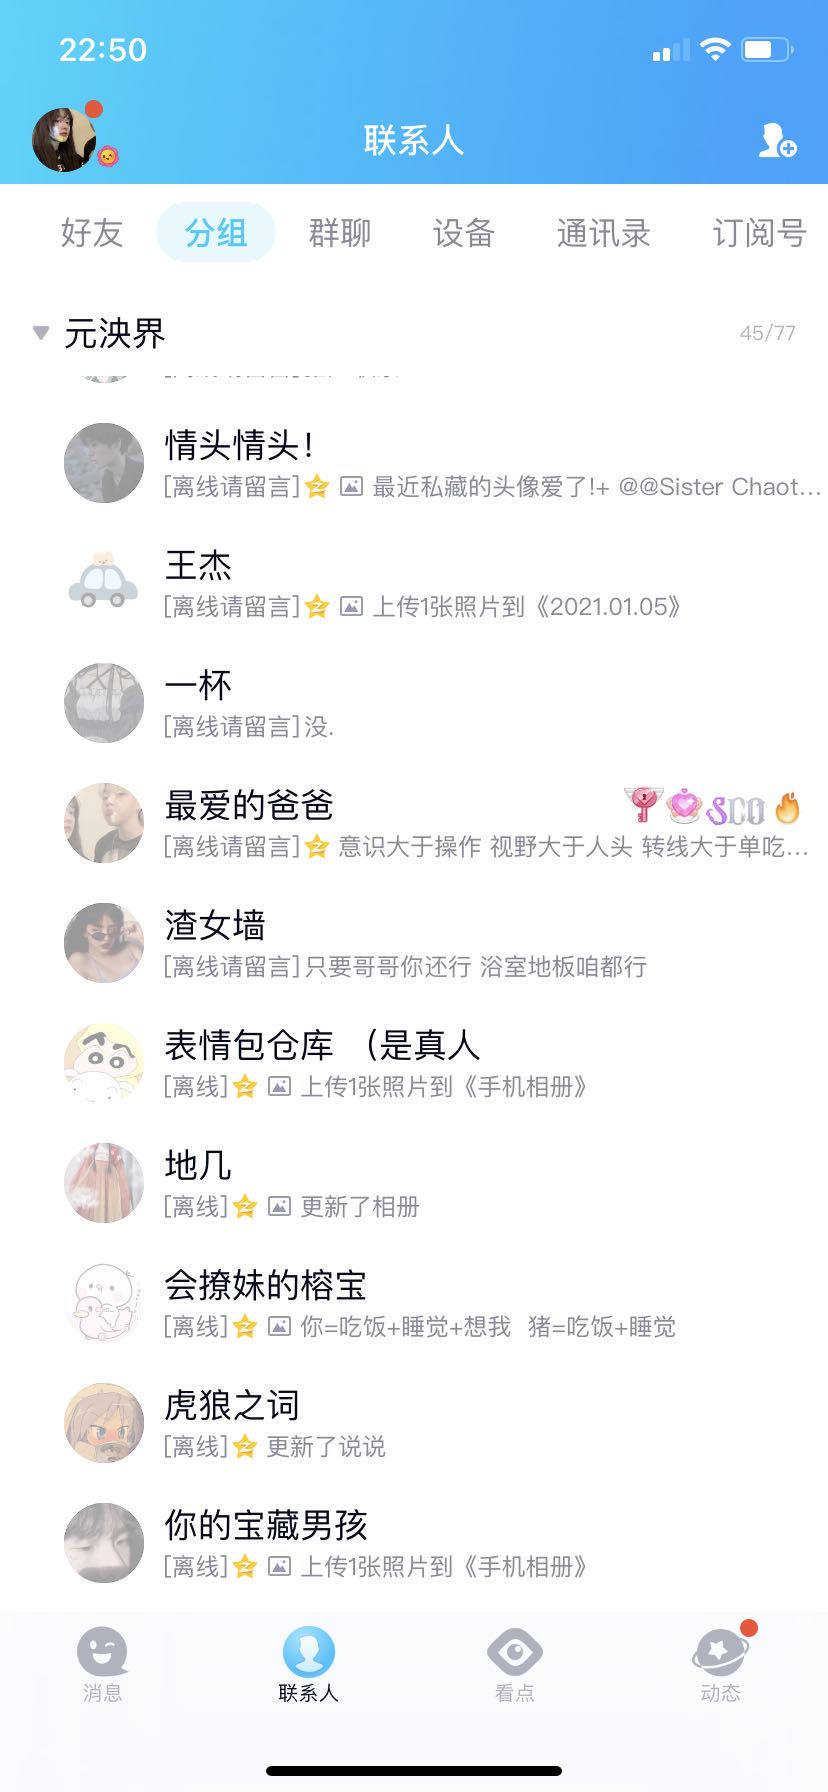 22:50
联系人
好友 分组 群聊 设备 通讯录 订阅号
元泱界 45/77
情头情头!
[离线请留言] 最近私藏的头像爱了!+ @@Sister Chaot...
王杰
[离线请留言] 上传1张照片到《2021.01.05》
一杯
[离线请留言]没.
最爱的爸爸 SCO
[离线请留言] 意识大于操作 视野大于人头 转线大于单吃...
渣女墙
[离线请留言]只要哥哥你还行 浴室地板咱都行
表情包仓库 （是真人
[离线] 上传1张照片到《手机相册》
地几
[离线] 更新了相册
会撩妹的榕宝
[离线] 你=吃饭+睡觉+想我 猪=吃饭+睡觉
虎狼之词
[离线] 更新了说说
你的宝藏男孩
[离线] 上传1张照片到《手机相册》
消息 联系人 看点 动态